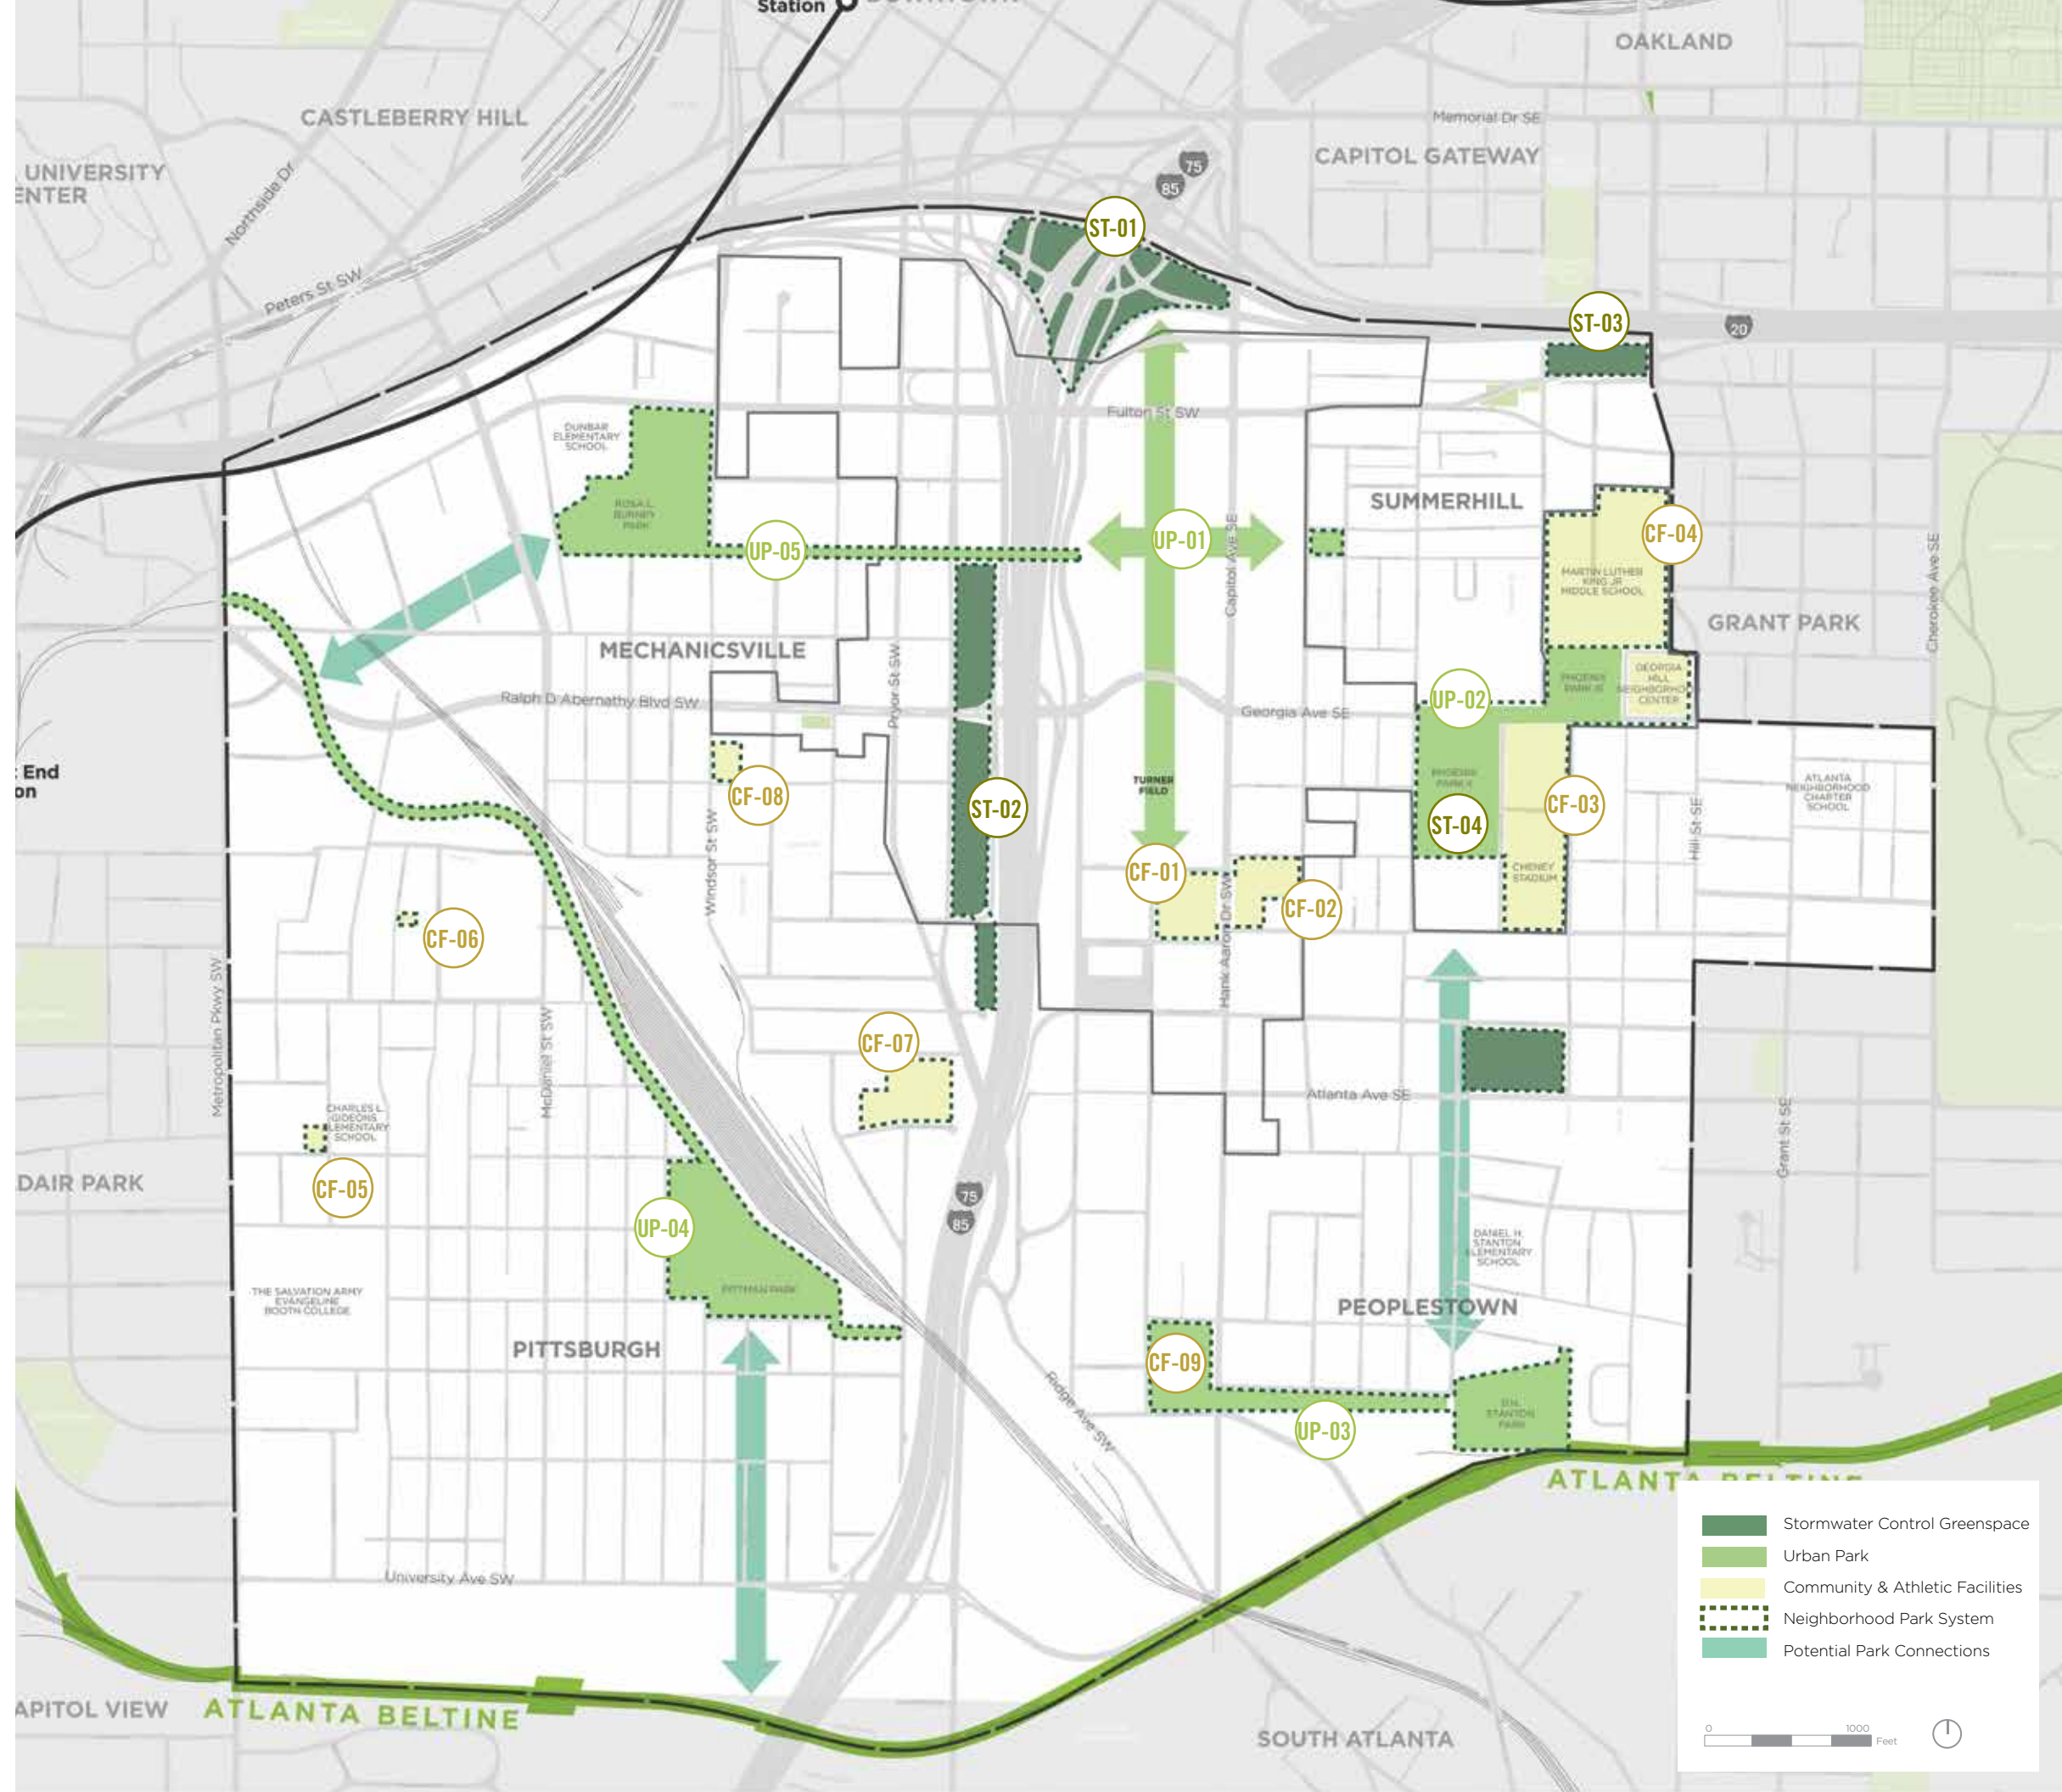 Station
OAKLAND
CASTLEBERRY HILL
Memorial Dr SE
CAPITOL GATEWAY
UNIVERSITY
ENTER
Northside Dr
75
85
ST-01
Peters St SW
ST-03
20
Fulton St SW
DUNBAR
ELEMENTARY
SCHOOL
ROSA L.
BURNEY
PARK
SUMMERHILL
CF-04
UP-05
UP-01
Capitol Ave SE
MARTIN LUTHER
KING JR
MIDDLE SCHOOL
Cherokee Ave SE
GRANT PARK
MECHANICSVILLE
Pryor St SW
PHOENIX
PARK III
GEORGIA
HILL
NEIGHBORHO
CENTER
Ralph D Abernathy Blvd SW
UP-02
Georgia Ave SE
End
on
TURNER
FIELD
PHOENIX
PARK II
ATLANTA
NEIGHBORHOOD
CHARTER
SCHOOL
CF-08
ST-02
CF-03
ST-04
Windsor St SW
Hill St SE
CF-01
CHENEY
STADIUM
Hank Aaron Dr SW
CF-02
CF-06
Metropolitan Pkwy SW
McDaniel St SW
CF-07
Atlanta Ave SE
CHARLES L.
GIDEONS
ELEMENTARY
SCHOOL
Grant St SE
DAIR PARK
CF-05
75
85
UP-04
DANIEL H.
STANTON
ELEMENTARY
SCHOOL
PITTMAN PARK
THE SALVATION ARMY
EVANGELINE
BOOTH COLLEGE
PEOPLESTOWN
PITTSBURGH
CF-09
Ridge Ave SW
D.H.
STANTON
PARK
UP-03
ATLANTA BELTINE
Stormwater Control Greenspace
Urban Park
Community & Athletic Facilities
Neighborhood Park System
Potential Park Connections
University Ave SW
APITOL VIEW
ATLANTA BELTINE
SOUTH ATLANTA
0
1000
Feet